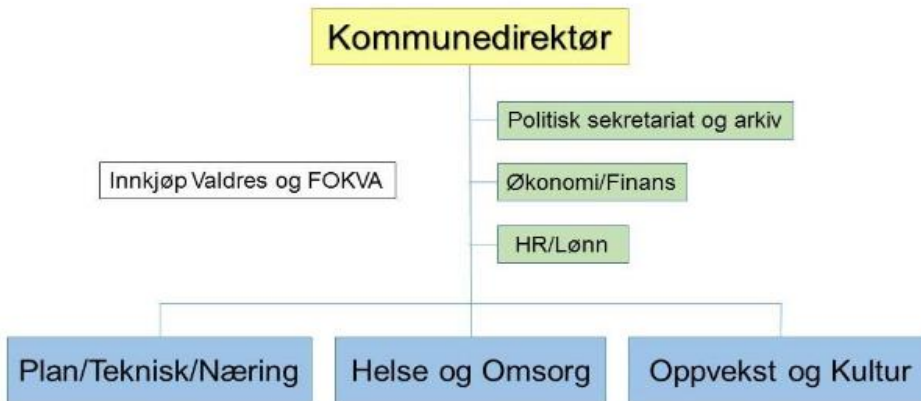 Kommunedirektør
Politisk sekretariat og arkiv
Innkjøp Valdres og FOKVA
Økonomi/Finans
HR/Lønn
Plan/Teknisk/Næring
Helse og Omsorg
Oppvekst og Kultur